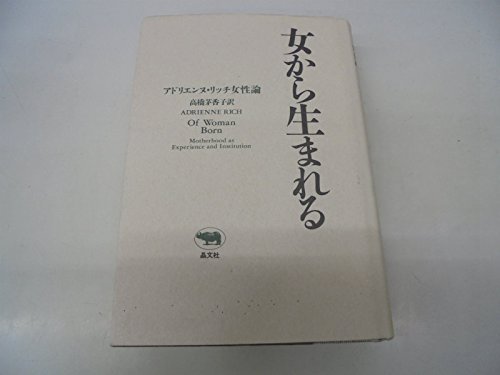 女から生まれる
アドリエンヌ・リッチ女性論
高橋茅香子訳
ADRIENNE RICH
Of Woman
Born
Motherhood as
Experience and Institution
晶文社